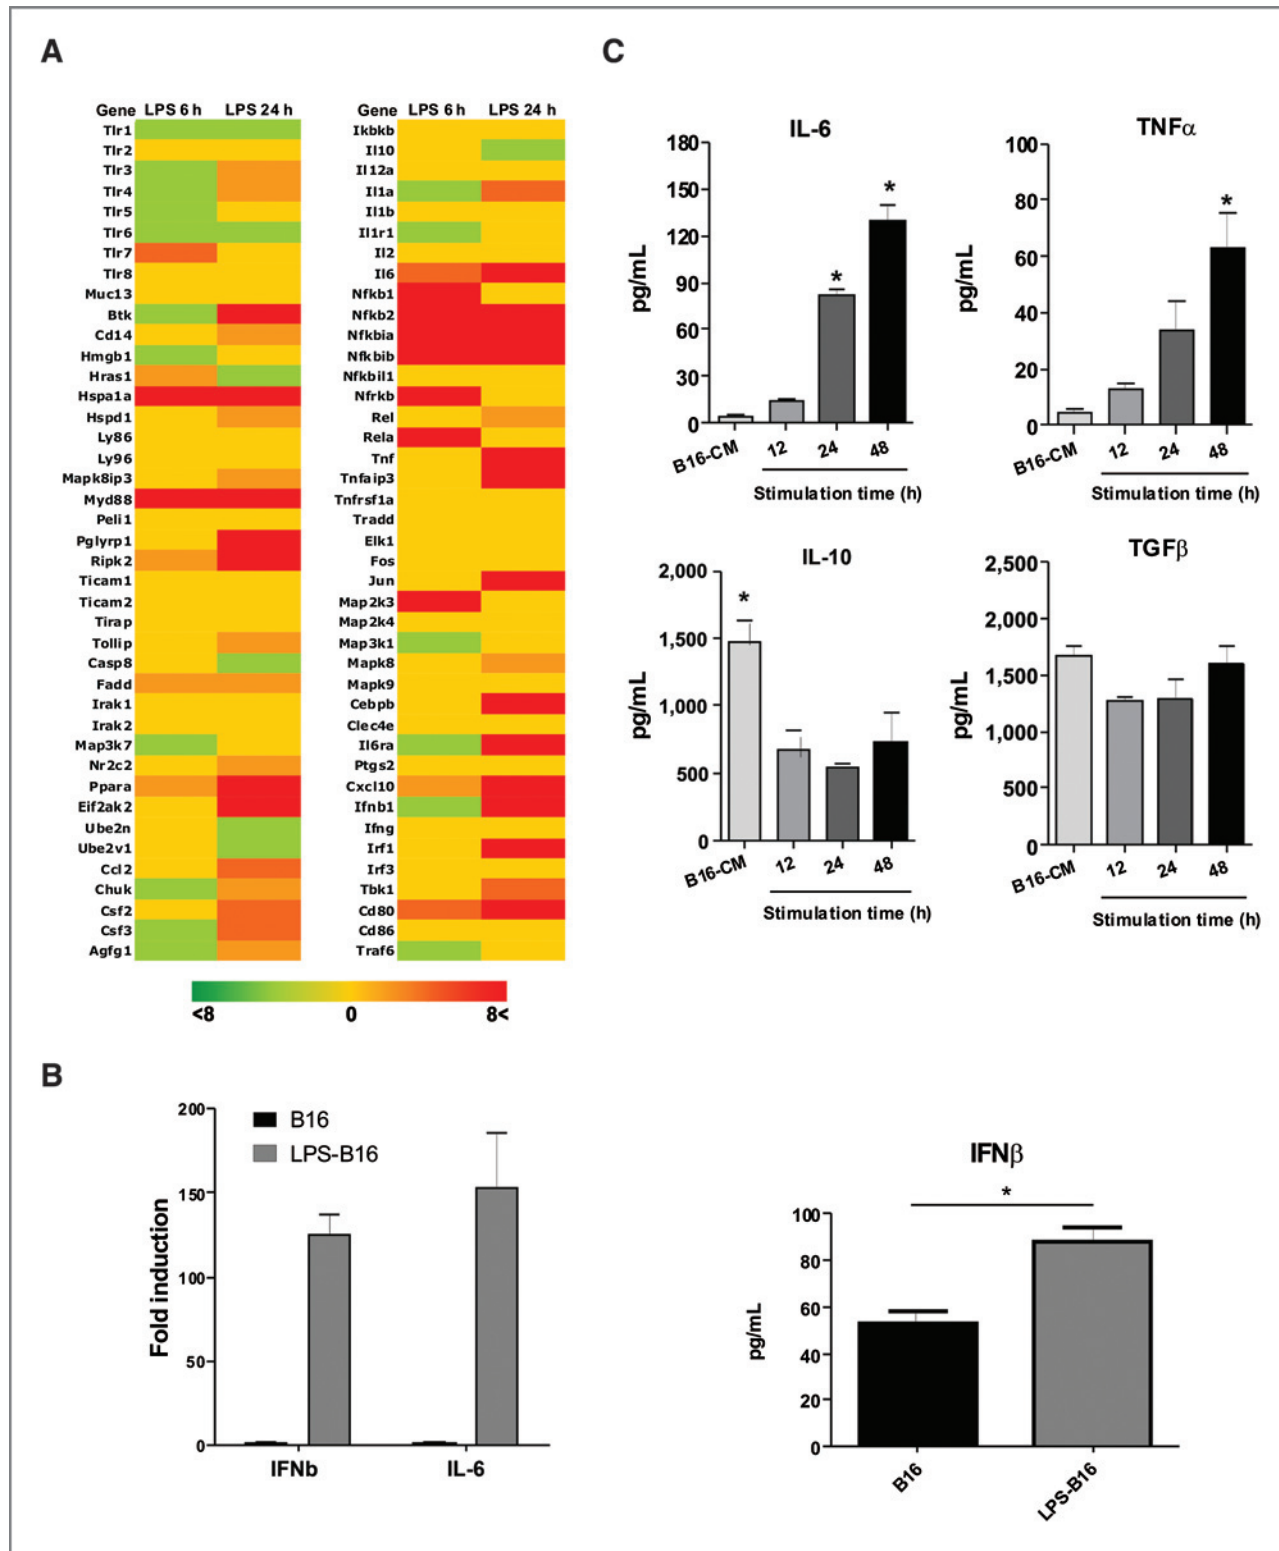 A
Gene LPS 6 h LPS 24 h
Tlr1
Tlr2
Tlr3
Tlr4
Tlr5
Tlr6
Tlr7
Tlr8
Muc13
Btk
Cd14
Hmgb1
Hras1
Hspa1a
Hspd1
Ly86
Ly96
Mapk8ip3
Myd88
Peli1
Pglyrp1
Ripk2
Ticam1
Ticam2
Tirap
Tollip
Casp8
Fadd
Irak1
Irak2
Map3k7
Nr2c2
Ppara
Eif2ak2
Ube2n
Ube2v1
Ccl2
Chuk
Csf2
Csf3
Agfg1
Gene LPS 6 h LPS 24 h
Ikbkb
Il10
Il12a
Il1a
Il1b
Il1r1
Il2
Il6
Nfkb1
Nfkb2
Nfkbia
Nfkbib
Nfkbil1
Nfrkb
Rel
Rela
Tnf
Tnfaip3
Tnfrsf1a
Tradd
Elk1
Fos
Jun
Map2k3
Map2k4
Map3k1
Mapk8
Mapk9
Cebpb
Clec4e
Il6ra
Ptgs2
Cxcl10
Ifnb1
Ifng
Irf1
Irf3
Tbk1
Cd80
Cd86
Traf6
<8 0 8<
C
IL-6
pg/mL
180
150
120
90
60
30
0
*
*
B16-CM 12 24 48
Stimulation time (h)
TNFα
pg/mL
100
80
60
40
20
0
*
B16-CM 12 24 48
Stimulation time (h)
IL-10
pg/mL
2,000
1,500
1,000
500
0
*
B16-CM 12 24 48
Stimulation time (h)
TGFβ
pg/mL
2,500
2,000
1,500
1,000
500
0
B16-CM 12 24 48
Stimulation time (h)
B
Fold induction
200
150
100
50
0
B16
LPS-B16
IFNb IL-6
IFNβ
*
pg/mL
100
80
60
40
20
0
B16 LPS-B16